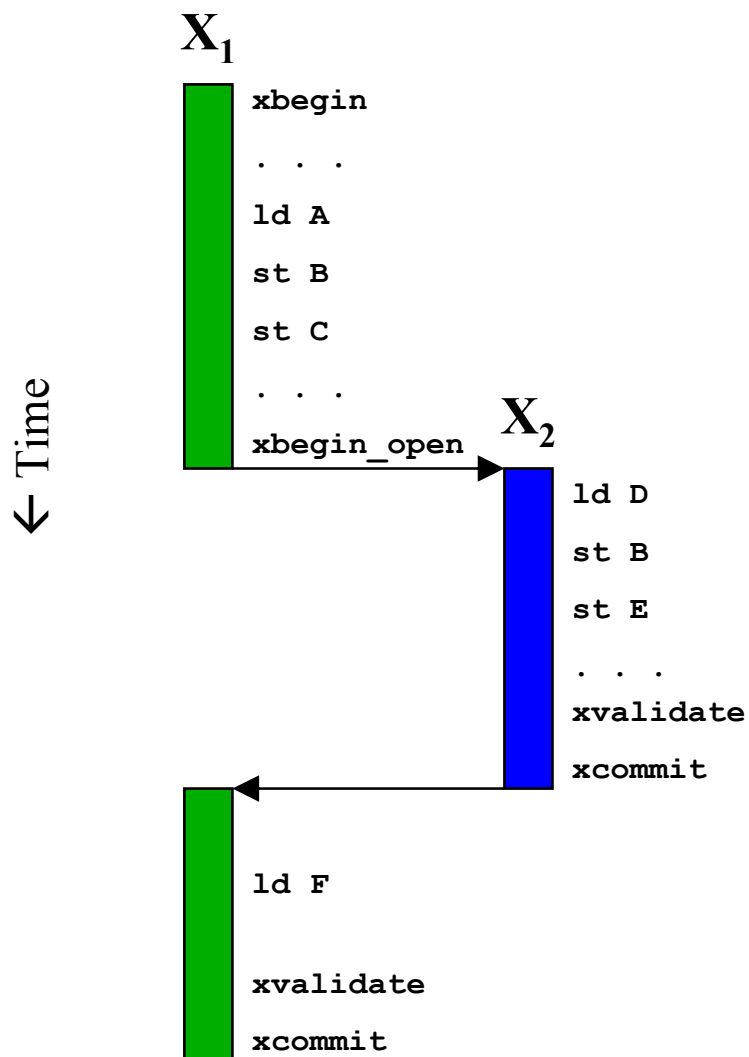 X₁
xbegin
. . .
ld A
st B
st C
. . .
xbegin_open
← Time
X₂
ld D
st B
st E
. . .
xvalidate
xcommit
ld F
xvalidate
xcommit